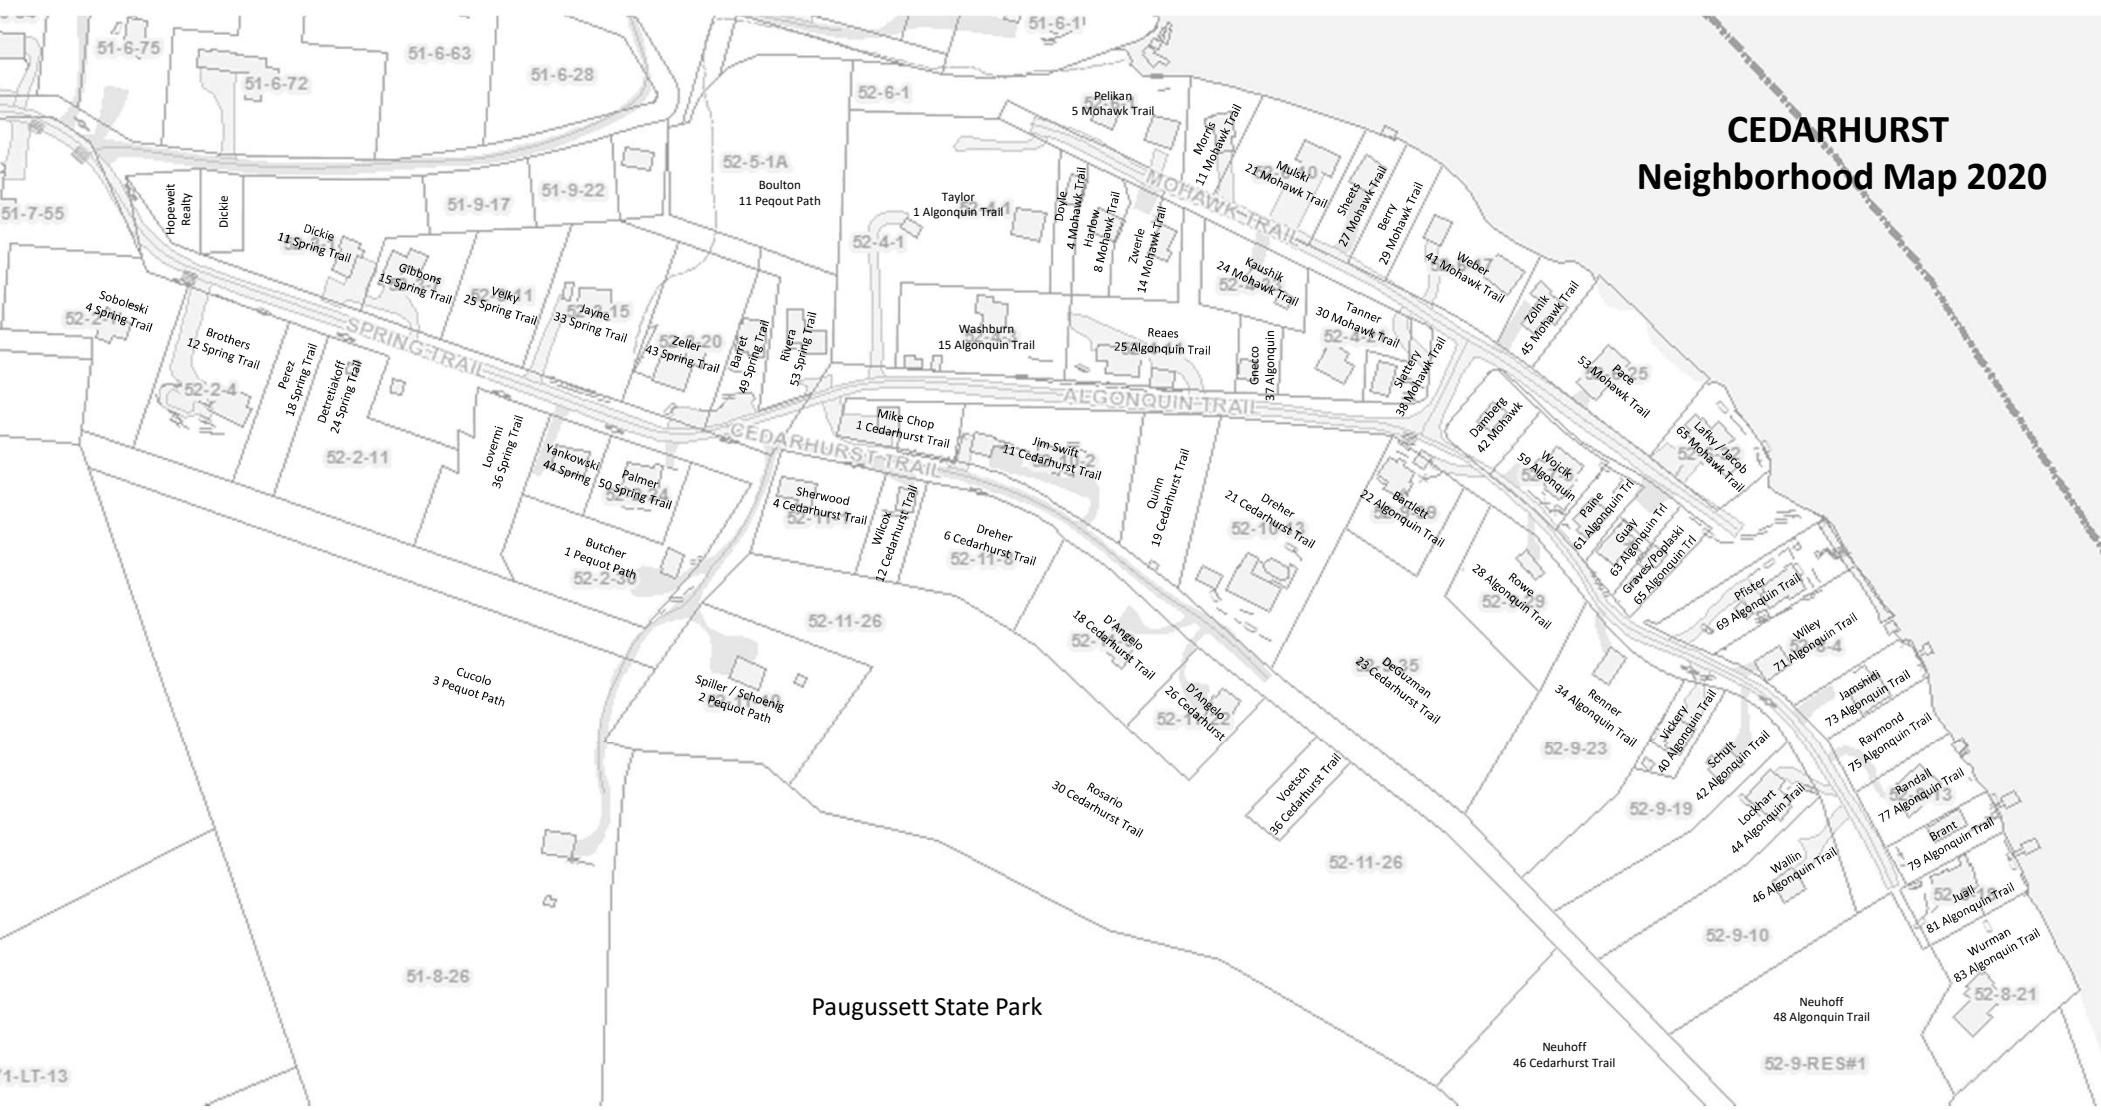 CEDARHURST
Neighborhood Map 2020
51-6-75
51-6-72
51-6-63
51-6-28
51-6-1
52-6-1
51-7-55
51-9-17
51-9-22
52-5-1A
Boulton
11 Peqout Path
52-4-1
Taylor
1 Algonquin Trail
Pelikan
5 Mohawk Trail
Morris
11 Mohawk Trail
Mulski
21 Mohawk Trail
Sheets
27 Mohawk Trail
Berry
29 Mohawk Trail
Weber
41 Mohawk Trail
Zolnik
45 Mohawk Trail
Pace
53 Mohawk Trail
Lafky / Jacob
65 Mohawk Trail
MOHAWK TRAIL
Doyle
4 Mohawk Trail
Harlow
8 Mohawk Trail
Zwerle
14 Mohawk Trail
Kaushik
24 Mohawk Trail
Tanner
30 Mohawk Trail
Slattery
38 Mohawk Trail
Damberg
42 Mohawk
Hopeweit
Realty
Dickie
Dickie
11 Spring Trail
Gibbons
15 Spring Trail
Velky
25 Spring Trail
Jayne
33 Spring Trail
Zeller
43 Spring Trail
Barret
49 Spring Trail
Rivera
53 Spring Trail
SPRING TRAIL
Soboleski
4 Spring Trail
Brothers
12 Spring Trail
52-2-4
Perez
18 Spring Trail
Detretiakoff
24 Spring Trail
52-2-11
Lovermi
36 Spring Trail
Yankowski
44 Spring
Palmer
50 Spring Trail
Butcher
1 Pequot Path
52-2-30
Washburn
15 Algonquin Trail
Reaes
25 Algonquin Trail
Gnecco
37 Algonquin
ALGONQUIN TRAIL
CEDARHURST TRAIL
Mike Chop
1 Cedarhurst Trail
Jim Swift
11 Cedarhurst Trail
Quinn
19 Cedarhurst Trail
Dreher
21 Cedarhurst Trail
52-10-13
Sherwood
4 Cedarhurst Trail
Wilcox
12 Cedarhurst Trail
Dreher
6 Cedarhurst Trail
52-11-26
D'Angelo
18 Cedarhurst Trail
D'Angelo
26 Cedarhurst
DeGuzman
23 Cedarhurst Trail
Voetsch
36 Cedarhurst Trail
Rosario
30 Cedarhurst Trail
52-11-26
Cucolo
3 Pequot Path
Spiller / Schoenig
2 Pequot Path
51-8-26
Paugussett State Park
Neuhoff
46 Cedarhurst Trail
Bartlett
22 Algonquin Trail
Rowe
28 Algonquin Trail
Renner
34 Algonquin Trail
52-9-23
Vickery
40 Algonquin Trail
Schult
42 Algonquin Trail
52-9-19
Lockhart
44 Algonquin Trail
Wallin
46 Algonquin Trail
52-9-10
Neuhoff
48 Algonquin Trail
52-9-RES#1
Wojcik
59 Algonquin
Paine
61 Algonquin Trl
Guay
63 Algonquin Trl
Graves/Poplaski
65 Algonquin Trl
Pfister
69 Algonquin Trail
Wiley
71 Algonquin Trail
Jamshidi
73 Algonquin Trail
Raymond
75 Algonquin Trail
Randall
77 Algonquin Trail
Brant
79 Algonquin Trail
Juall
81 Algonquin Trail
Wurman
83 Algonquin Trail
52-8-21
1-LT-13